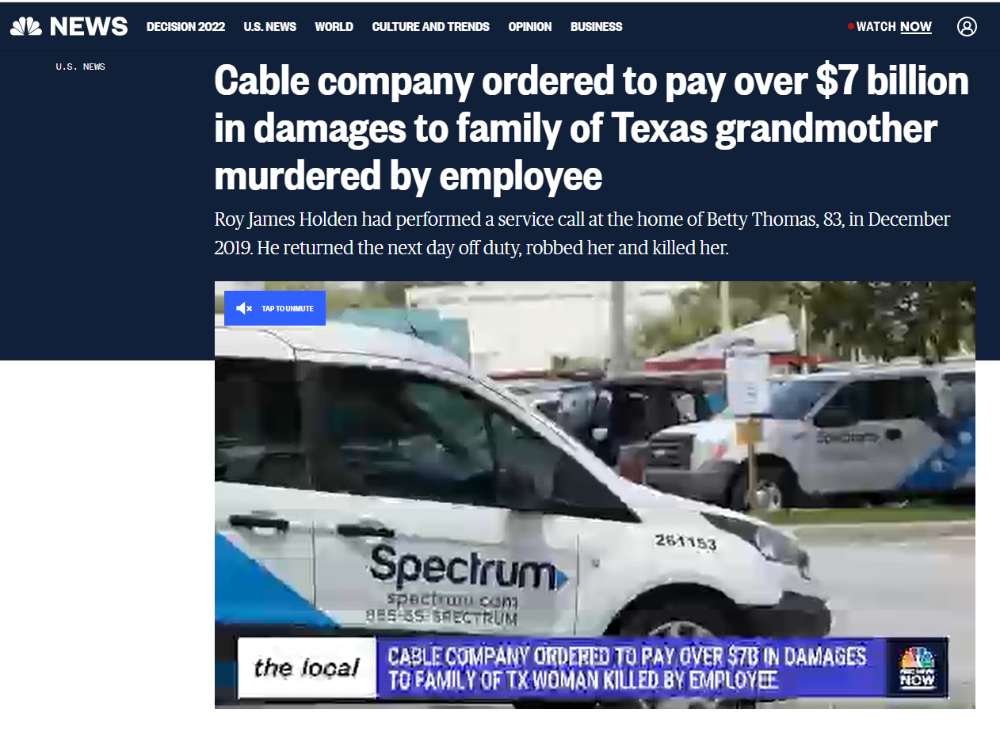 NEWS DECISION 2022 U.S. NEWS WORLD CULTURE AND TRENDS OPINION BUSINESS WATCH NOW
U.S. NEWS
Cable company ordered to pay over $7 billion
in damages to family of Texas grandmother
murdered by employee
Roy James Holden had performed a service call at the home of Betty Thomas, 83, in December
2019. He returned the next day off duty, robbed her and killed her.
TAP TO UNMUTE
Spectrum
261153
Spectrum
spectrum.com
855-55-SPECTRUM
the local
CABLE COMPANY ORDERED TO PAY OVER $7B IN DAMAGES
TO FAMILY OF TX WOMAN KILLED BY EMPLOYEE
NBC NEWS
NOW